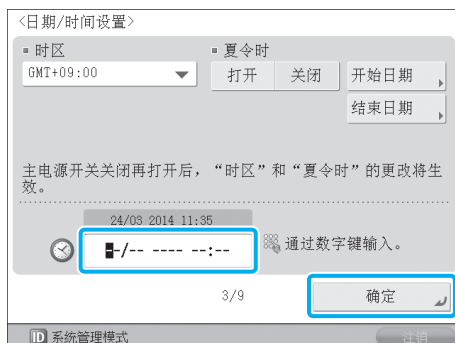 <日期/时间设置>
时区
夏令时
GMT+09:00
打开 关闭 开始日期
结束日期
主电源开关关闭再打开后，“时区”和“夏令时”的更改将生
效。
24/03 2014 11:35
-/-- ---- --:--
通过数字键输入。
3/9
确定
ID 系统管理模式
注销